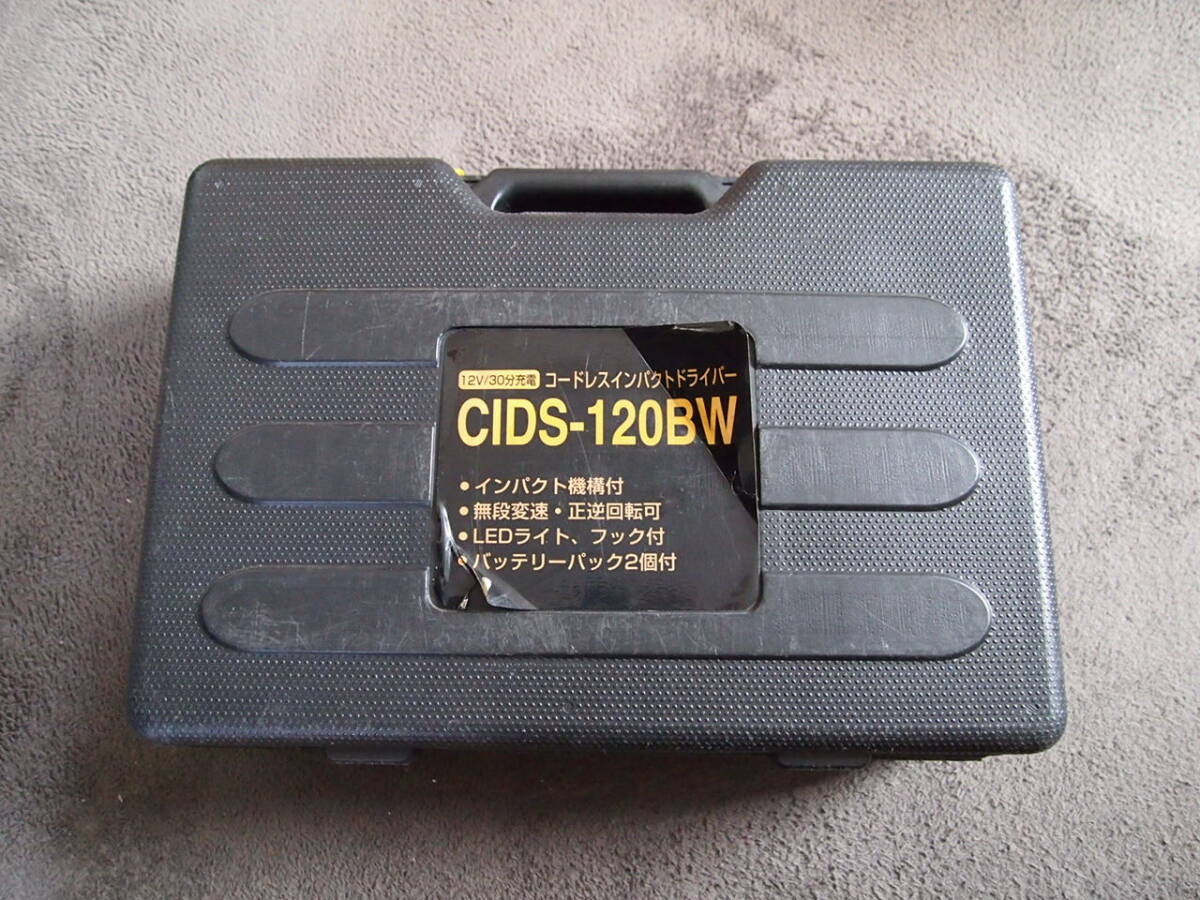 12V/30分充電 コードレスインパクトドライバー
CIDS-120BW
●インパクト機構付
●無段変速・正逆回転可
●LEDライト、フック付
●バッテリーパック2個付